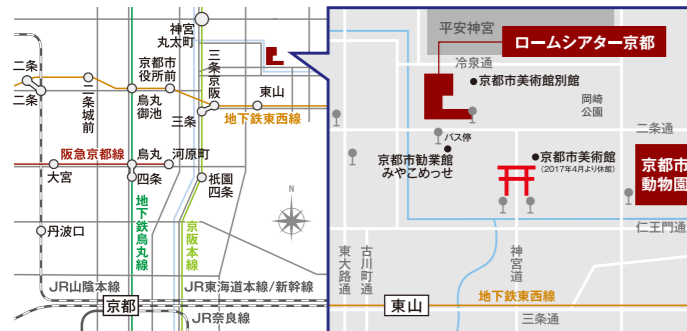 神宮
丸太町
二条
二条
二条城前
京都市
役所前
三条京阪
烏丸
御池
三条
東山
地下鉄東西線
阪急京都線
烏丸
河原町
大宮
四条
祇園
四条
地下鉄烏丸線
京阪本線
丹波口
N
JR山陰本線
JR東海道本線/新幹線
京都
JR奈良線
平安神宮
ロームシアター京都
冷泉通
京都市美術館別館
岡崎
公園
二条通
バス停
京都市勧業館
みやこめっせ
京都市美術館
(2017年4月より休館)
京都市
動物園
仁王門通
東大路通
古川町通
神宮道
東山
地下鉄東西線
三条通